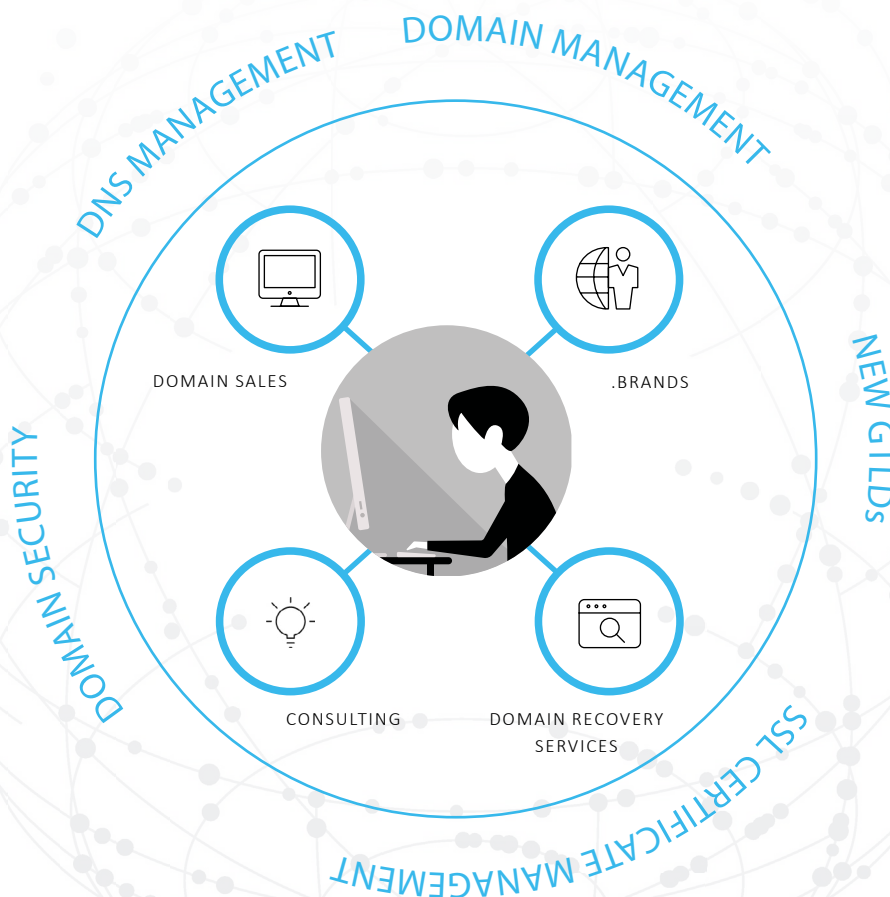 DNS MANAGEMENT
DOMAIN MANAGEMENT
NEW GTLDs
SSL CERTIFICATE MANAGEMENT
DOMAIN SECURITY
DOMAIN SALES
.BRANDS
CONSULTING
DOMAIN RECOVERY
SERVICES